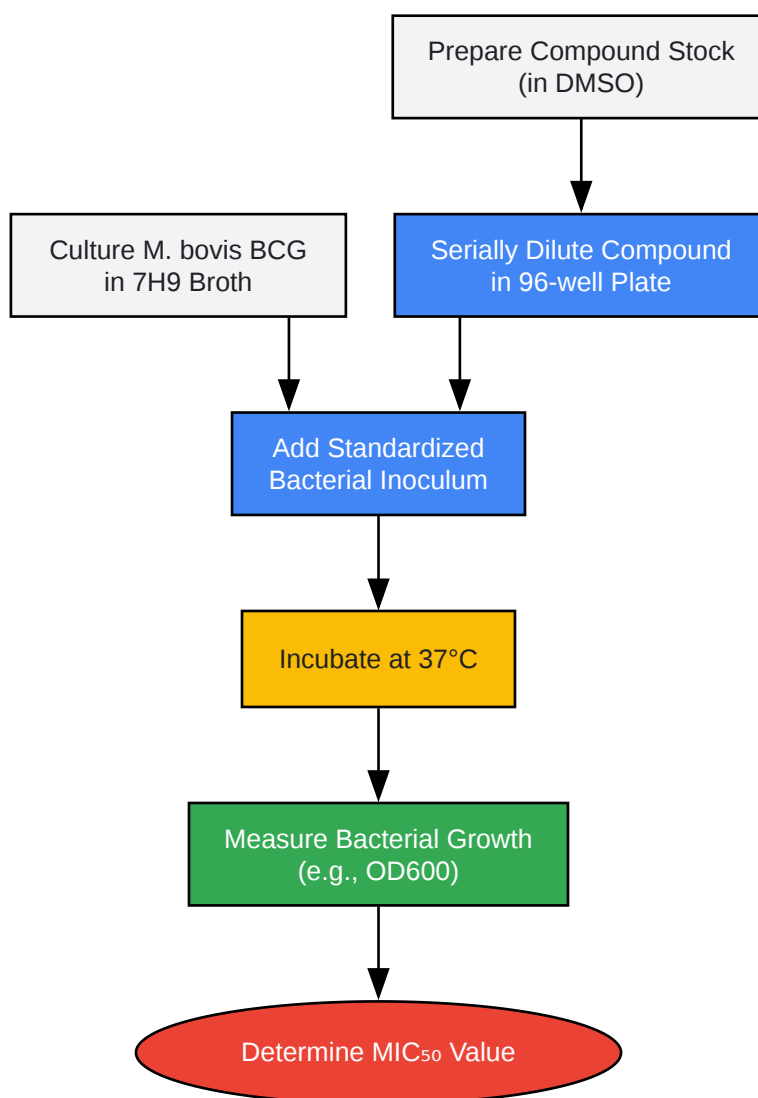 Prepare Compound Stock
(in DMSO)
Culture M. bovis BCG
in 7H9 Broth
Serially Dilute Compound
in 96-well Plate
Add Standardized
Bacterial Inoculum
Incubate at 37°C
Measure Bacterial Growth
(e.g., OD600)
Determine MIC₅₀ Value